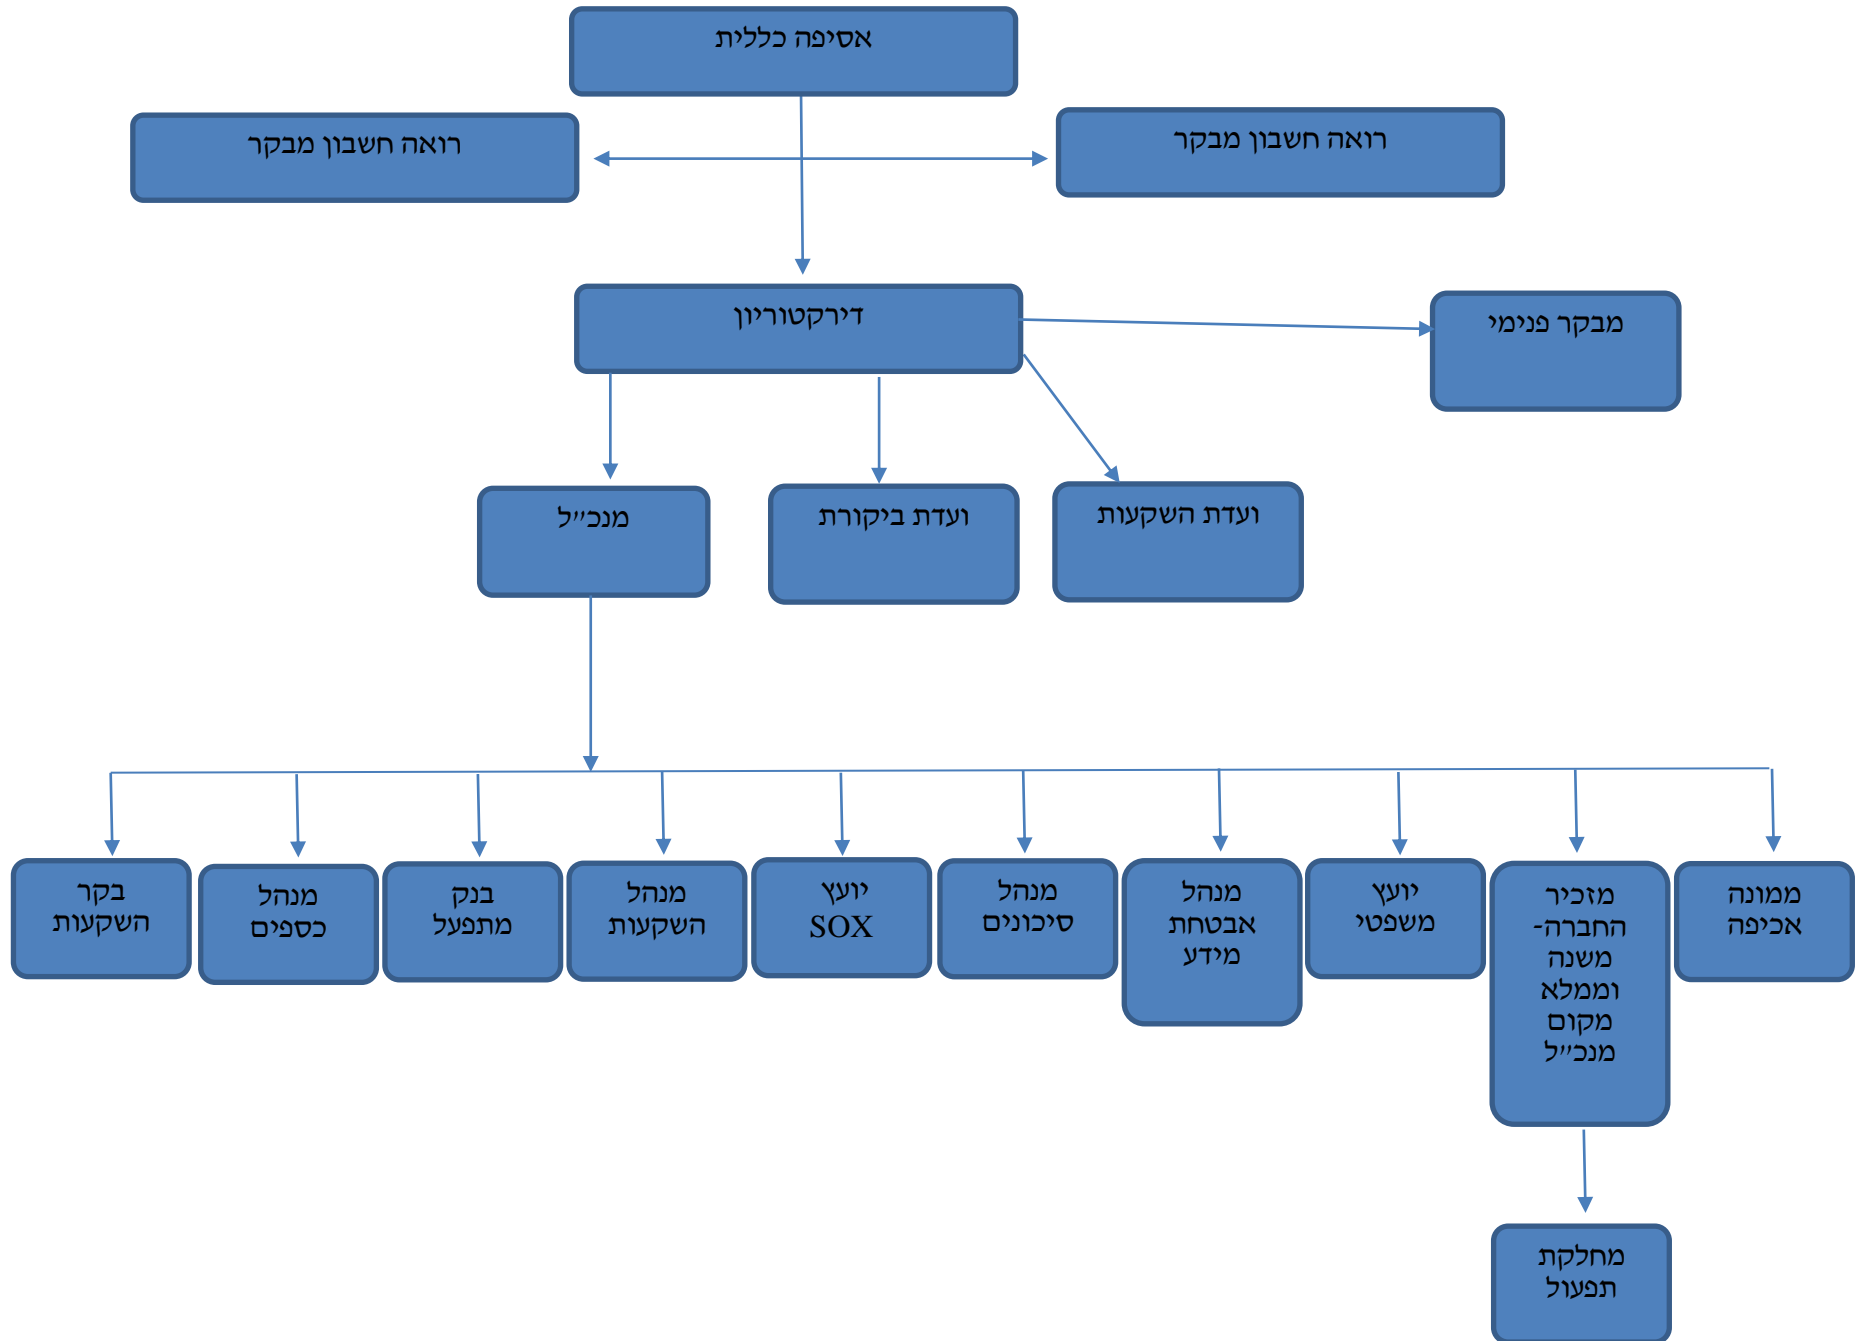 אסיפה כללית
רואה חשבון מבקר
רואה חשבון מבקר
דירקטוריון
מבקר פנימי
ועדת השקעות
ועדת ביקורת
מנכ״ל
ממונה
אכיפה
מזכיר
החברה-
משנה
וממלא
מקום
מנכ״ל
יועץ
משפטי
מנהל
אבטחת
מידע
מנהל
סיכונים
יועץ
SOX
מנהל
השקעות
בנק
מתפעל
מנהל
כספים
בקר
השקעות
מחלקת
תפעול